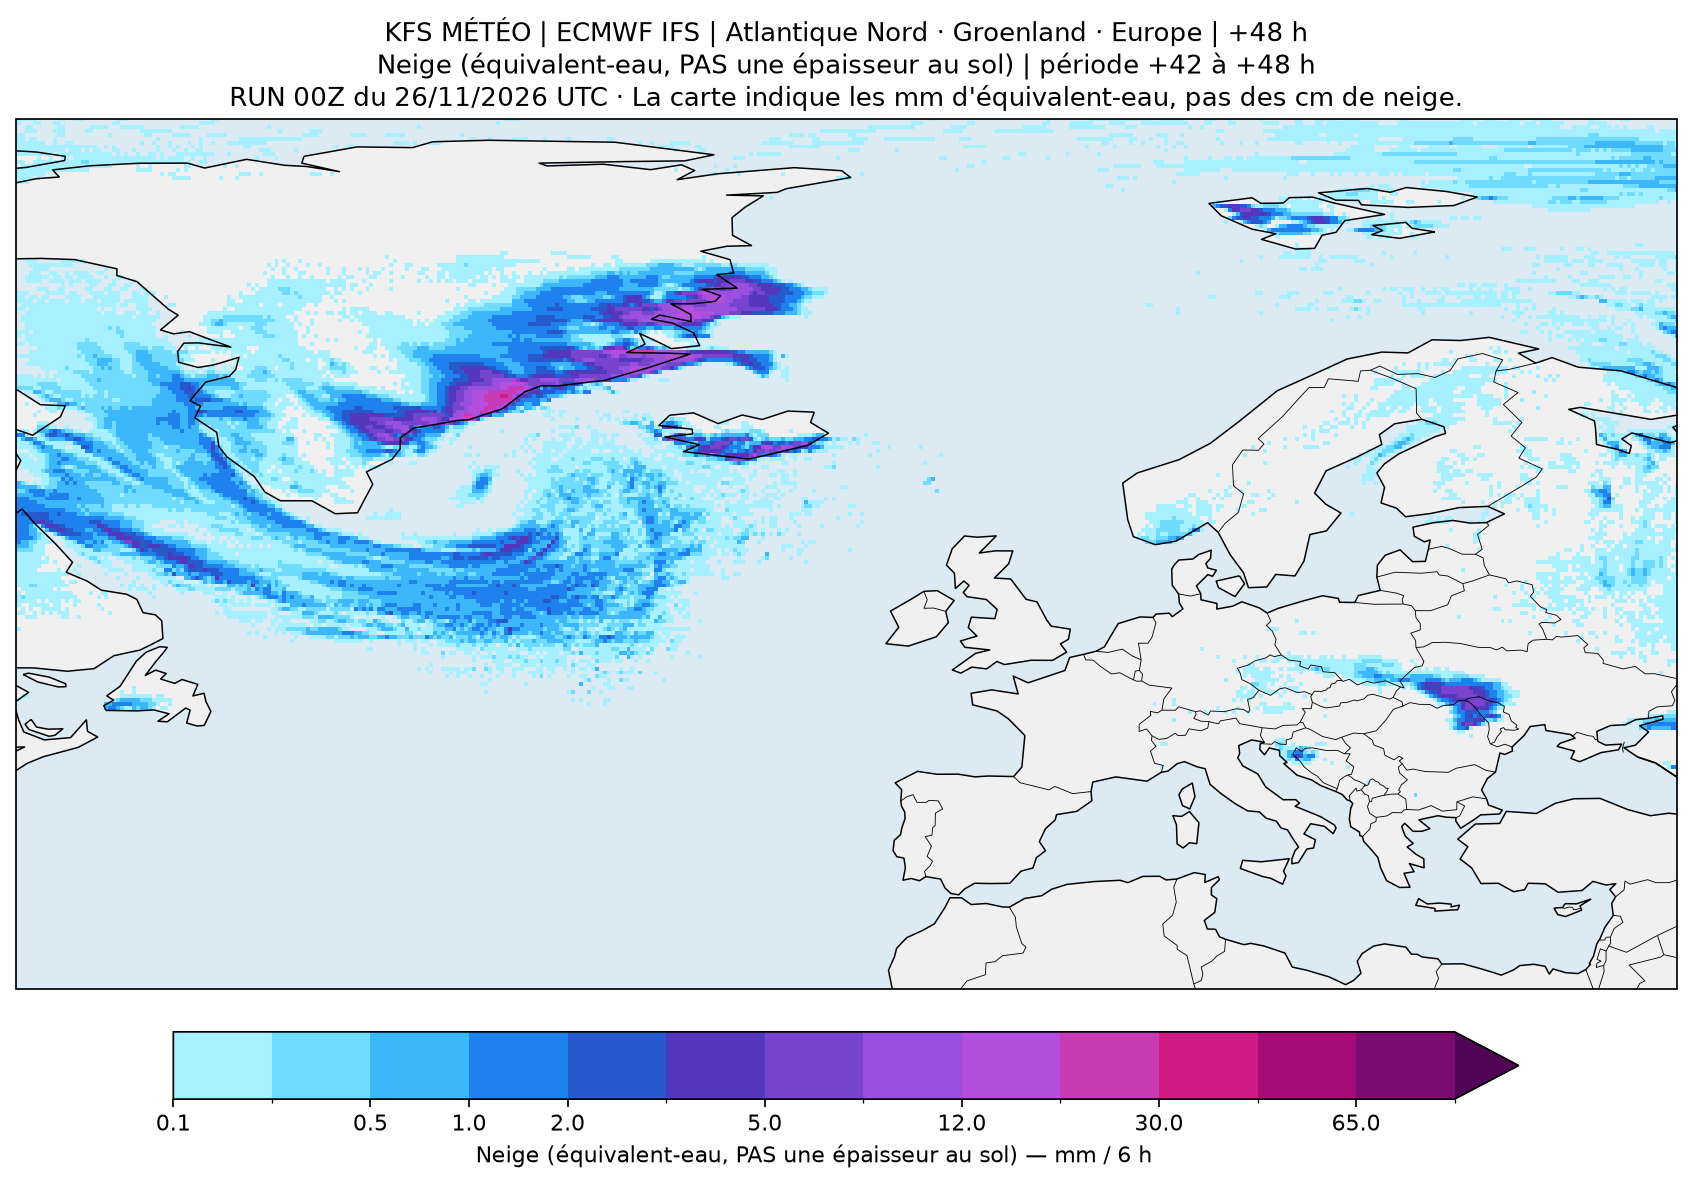 KFS MÉTÉO | ECMWF IFS | Atlantique Nord · Groenland · Europe | +48 h
Neige (équivalent-eau, PAS une épaisseur au sol) | période +42 à +48 h
RUN 00Z du 26/11/2026 UTC · La carte indique les mm d'équivalent-eau, pas des cm de neige.
0.1 0.5 1.0 2.0 5.0 12.0 30.0 65.0
Neige (équivalent-eau, PAS une épaisseur au sol) — mm / 6 h